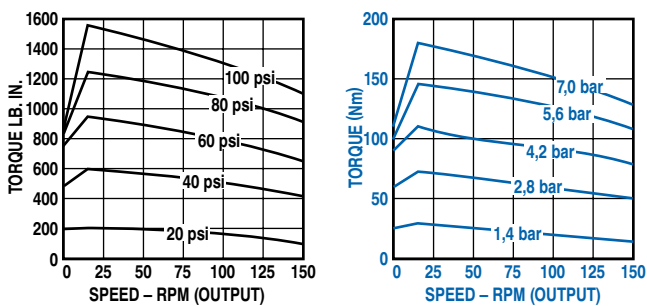 TORQUE LB. IN.
1600
1400
1200
1000
800
600
400
200
0
100 psi
80 psi
60 psi
40 psi
20 psi
0 25 50 75 100 125 150
SPEED – RPM (OUTPUT)
TORQUE (Nm)
200
150
100
50
0
7,0 bar
5,6 bar
4,2 bar
2,8 bar
1,4 bar
0 25 50 75 100 125 150
SPEED – RPM (OUTPUT)